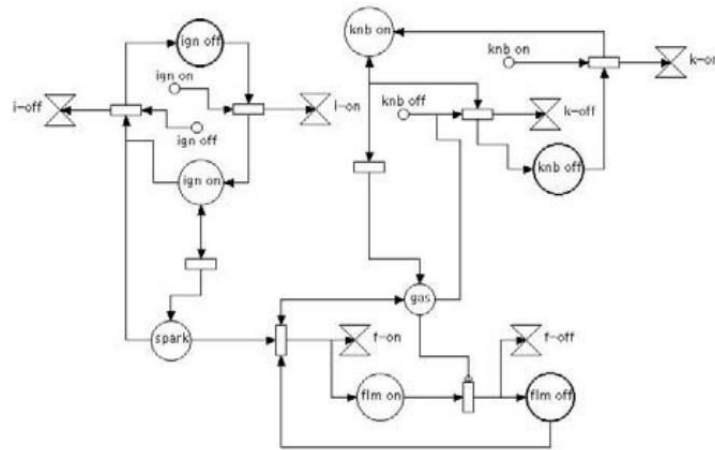 ign off
ign on
i-off
I-on
ign off
ign on
spark
knb on
knb on
k-on
knb off
k-off
knb off
gas
f-on
f-off
flm on
flm off